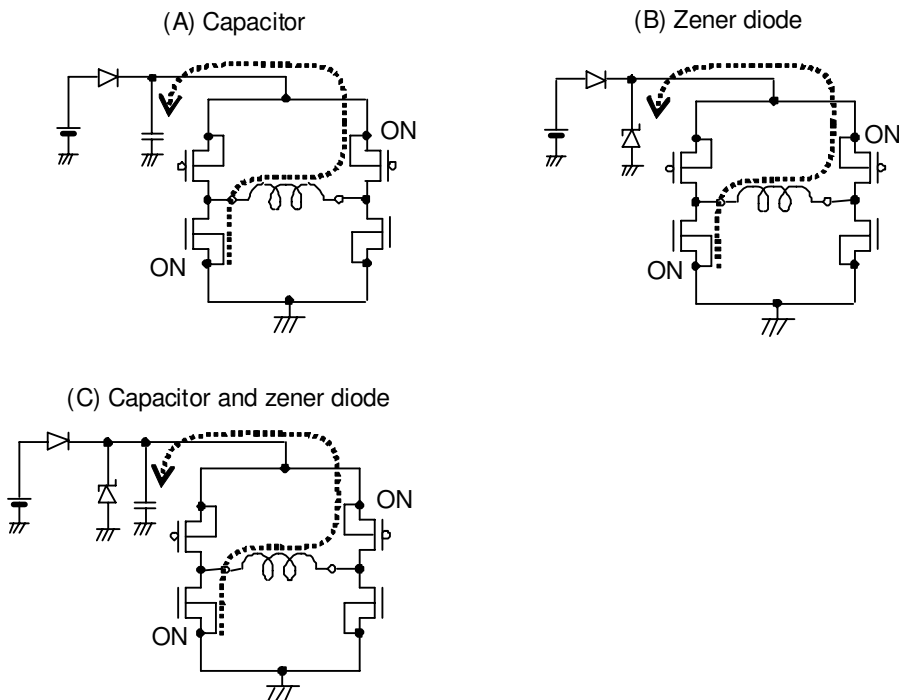 (A) Capacitor
(B) Zener diode
ON
ON
ON
ON
(C) Capacitor and zener diode
ON
ON